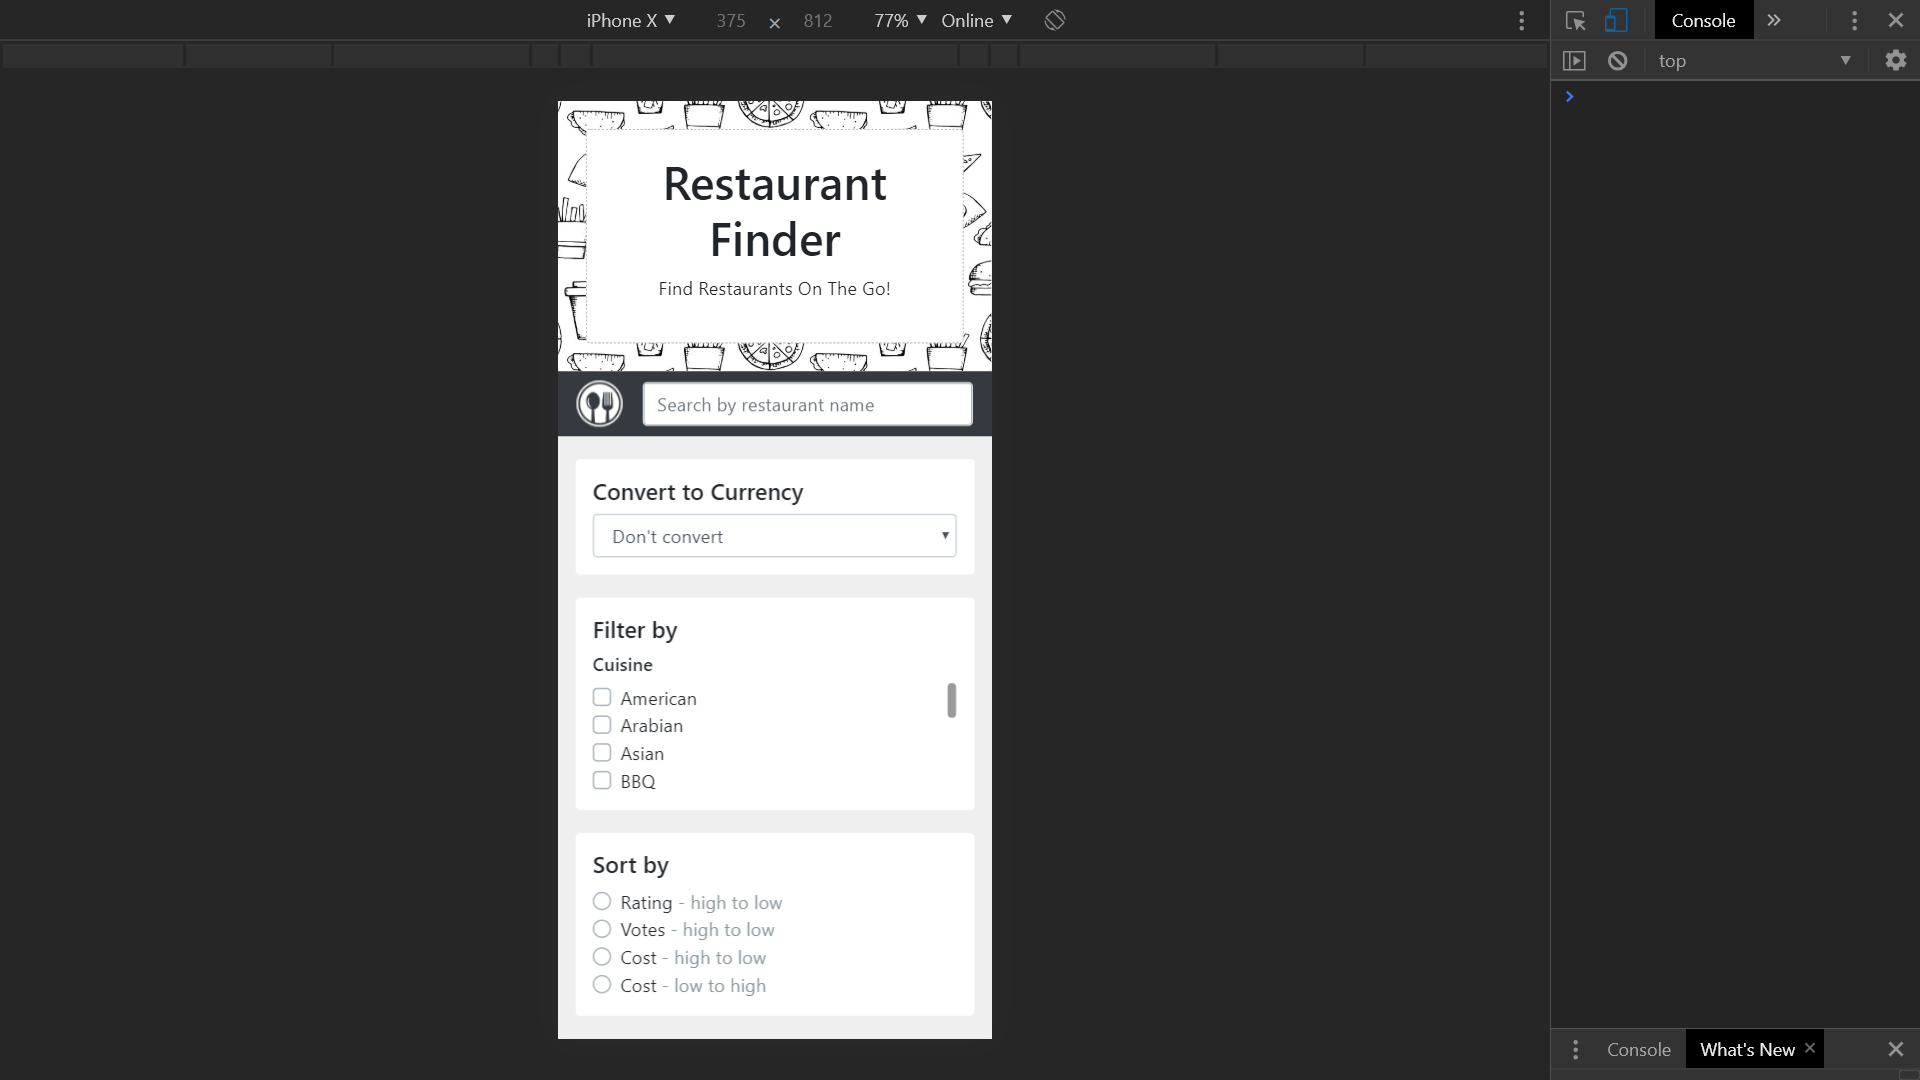 iPhone X ▼ 375 × 812 77% ▼ Online ▼
Console
top
Restaurant
Finder
Find Restaurants On The Go!
Search by restaurant name
Convert to Currency
Don't convert
Filter by
Cuisine
American
Arabian
Asian
BBQ
Sort by
Rating - high to low
Votes - high to low
Cost - high to low
Cost - low to high
Console What's New